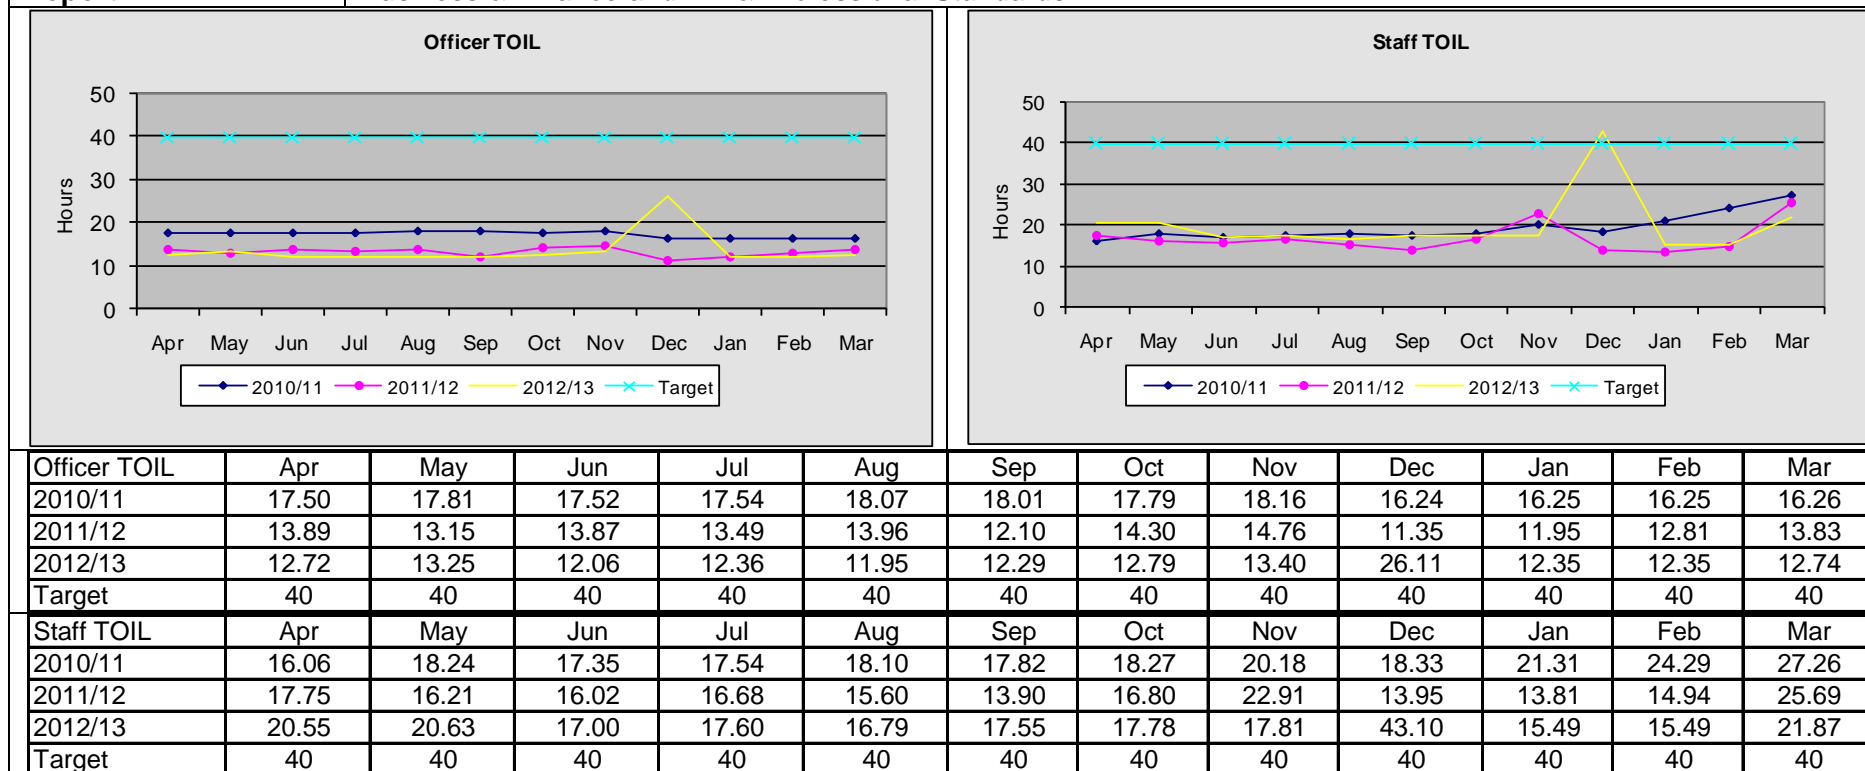 Officer TOIL
50
40
30
20
10
0
Hours
Apr May Jun Jul Aug Sep Oct Nov Dec Jan Feb Mar
2010/11 2011/12 2012/13 Target
Staff TOIL
50
40
30
20
10
0
Hours
Apr May Jun Jul Aug Sep Oct Nov Dec Jan Feb Mar
2010/11 2011/12 2012/13 Target
Officer TOIL Apr May Jun Jul Aug Sep Oct Nov Dec Jan Feb Mar
2010/11 17.50 17.81 17.52 17.54 18.07 18.01 17.79 18.16 16.24 16.25 16.25 16.26
2011/12 13.89 13.15 13.87 13.49 13.96 12.10 14.30 14.76 11.35 11.95 12.81 13.83
2012/13 12.72 13.25 12.06 12.36 11.95 12.29 12.79 13.40 26.11 12.35 12.35 12.74
Target 40 40 40 40 40 40 40 40 40 40 40 40
Staff TOIL Apr May Jun Jul Aug Sep Oct Nov Dec Jan Feb Mar
2010/11 16.06 18.24 17.35 17.54 18.10 17.82 18.27 20.18 18.33 21.31 24.29 27.26
2011/12 17.75 16.21 16.02 16.68 15.60 13.90 16.80 22.91 13.95 13.81 14.94 25.69
2012/13 20.55 20.63 17.00 17.60 16.79 17.55 17.78 17.81 43.10 15.49 15.49 21.87
Target 40 40 40 40 40 40 40 40 40 40 40 40